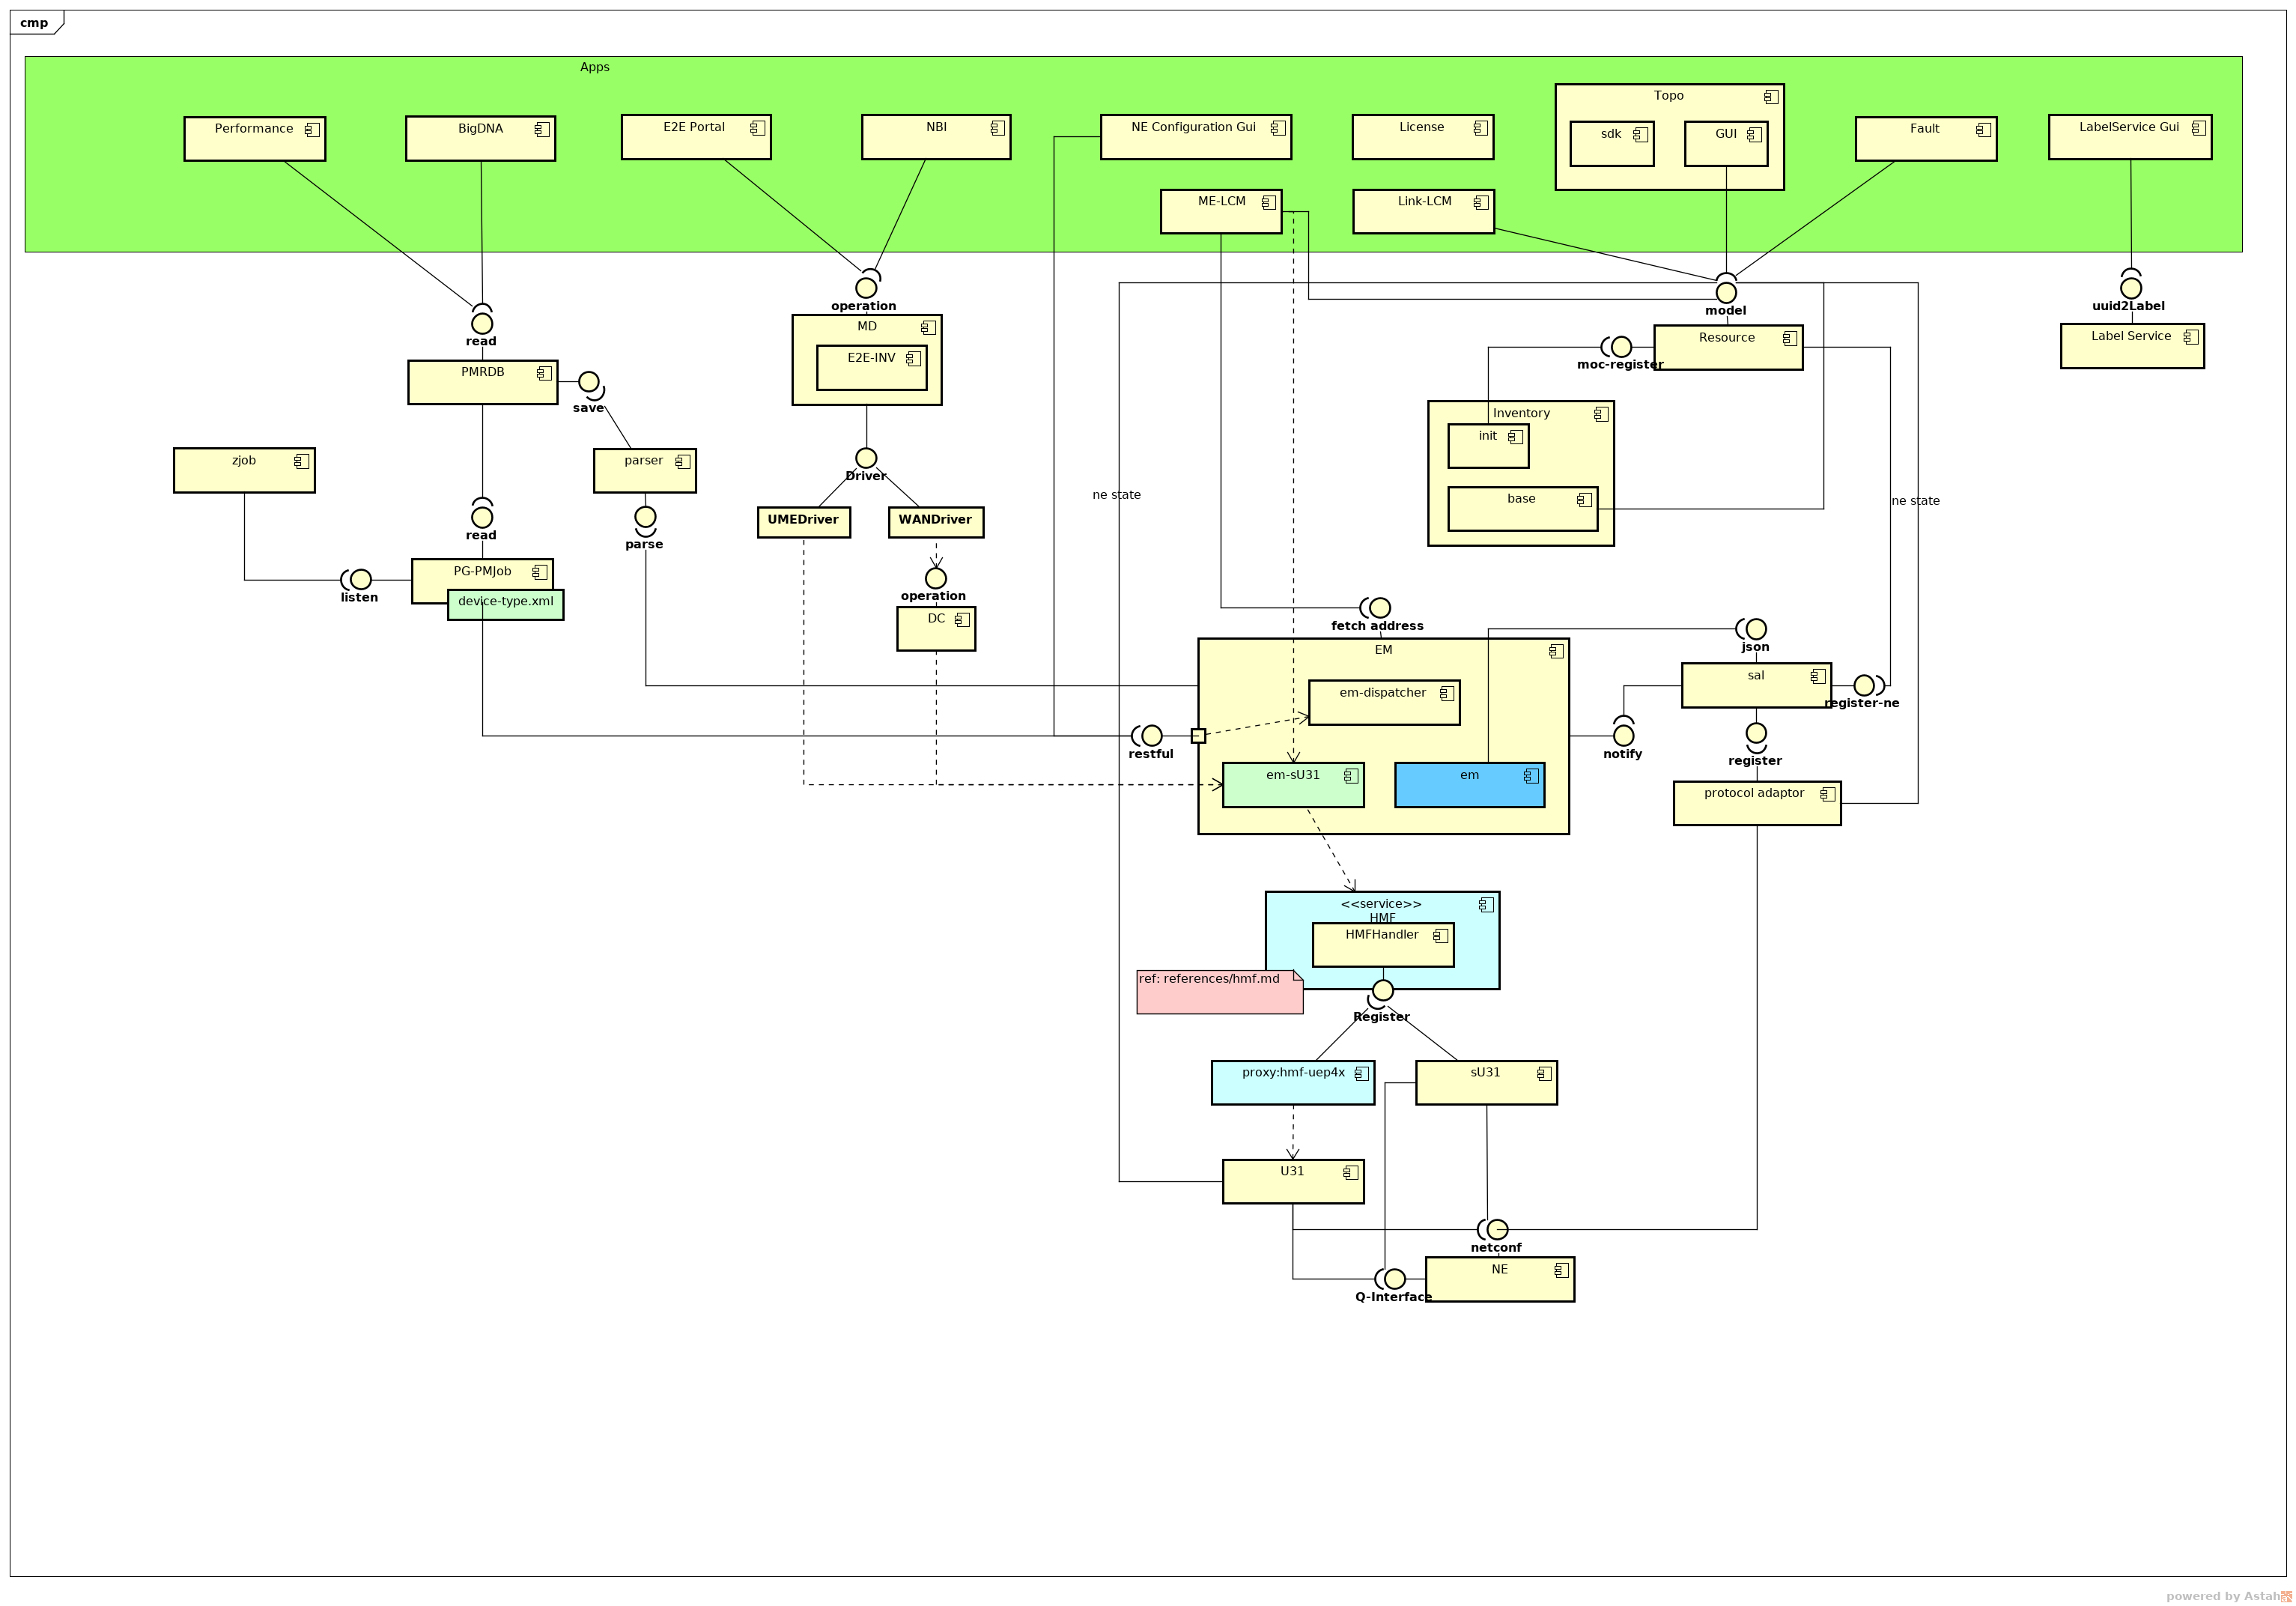 cmp
Apps
Performance
BigDNA
E2E Portal
NBI
NE Configuration Gui
License
Topo
sdk
GUI
Fault
LabelService Gui
ME-LCM
Link-LCM
operation
model
uuid2Label
read
MD
E2E-INV
moc-register
Resource
Label Service
PMRDB
save
Inventory
init
base
zjob
parser
Driver
ne state
ne state
UMEDriver
WANDriver
read
parse
PG-PMJob
device-type.xml
listen
operation
DC
fetch address
json
EM
em-dispatcher
sal
register-ne
restful
notify
register
em-sU31
em
protocol adaptor
<<service>>
HMF
HMFHandler
ref: references/hmf.md
Register
proxy:hmf-uep4x
sU31
U31
netconf
NE
Q-Interface
powered by Astah